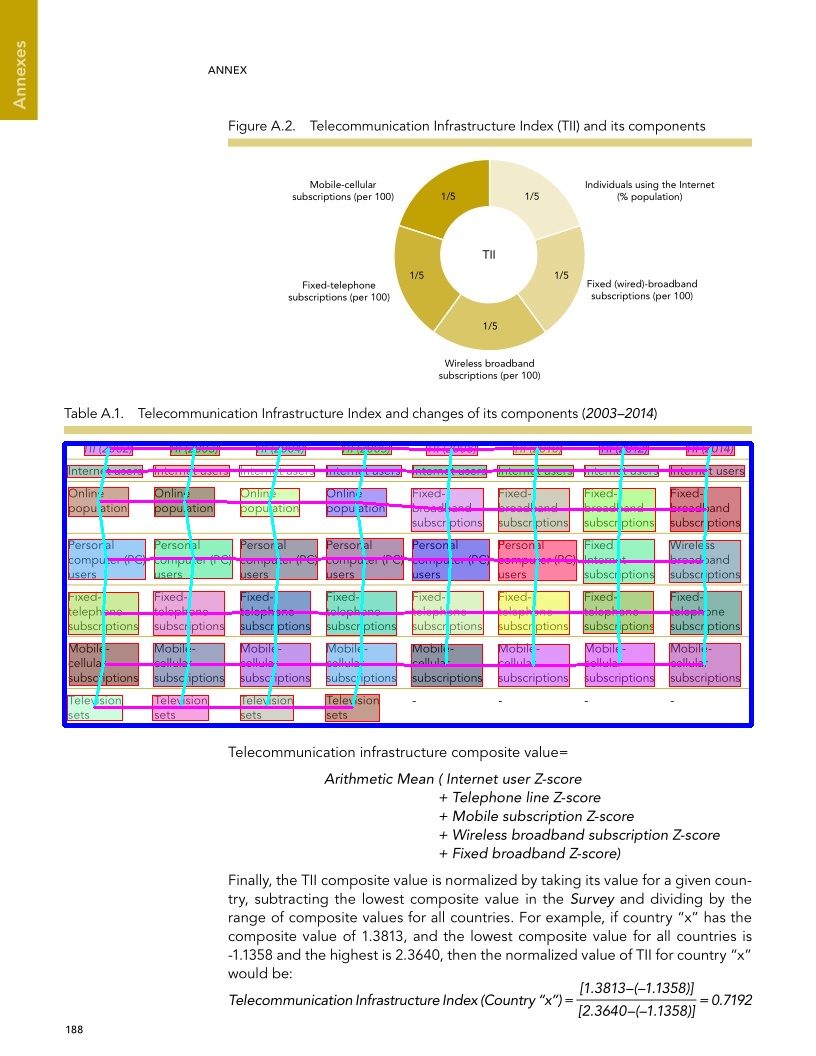 Annexes
ANNEX
Figure A.2. Telecommunication Infrastructure Index (TII) and its components
Mobile-cellular
subscriptions (per 100)
1/5
1/5
Individuals using the Internet
(% population)
TII
Fixed-telephone
subscriptions (per 100)
1/5
1/5
Fixed (wired)-broadband
subscriptions (per 100)
1/5
Wireless broadband
subscriptions (per 100)
Table A.1. Telecommunication Infrastructure Index and changes of its components (2003–2014)
TII TII TII (2004) TII TII TII (2010) TII (2012) TII (2014)
Internet users Internet users Internet users Internet users Internet users Internet users Internet users Internet users
Online Online Online Online Fixed- Fixed- Fixed- Fixed-
population population population population broadband broadband broadband broadband
subscriptions subscriptions subscriptions subscriptions
Personal Personal Personal Personal Personal Personal Fixed Wireless
computer (PC) computer (PC) computer (PC) computer (PC) computer (PC) computer (PC) Internet broadband
users users users users users users subscriptions subscriptions
Fixed- Fixed- Fixed- Fixed- Fixed- Fixed- Fixed- Fixed-
telephone telephone telephone telephone telephone telephone telephone telephone
subscriptions subscriptions subscriptions subscriptions subscriptions subscriptions subscriptions subscriptions
Mobile- Mobile- Mobile- Mobile- Mobile- Mobile- Mobile- Mobile-
cellular cellular cellular cellular cellular cellular cellular cellular
subscriptions subscriptions subscriptions subscriptions subscriptions subscriptions subscriptions subscriptions
Television Television Television Television - - - -
sets sets sets sets
Telecommunication infrastructure composite value=
Arithmetic Mean ( Internet user Z-score
+ Telephone line Z-score
+ Mobile subscription Z-score
+ Wireless broadband subscription Z-score
+ Fixed broadband Z-score)
Finally, the TII composite value is normalized by taking its value for a given coun-
try, subtracting the lowest composite value in the Survey and dividing by the
range of composite values for all countries. For example, if country “x” has the
composite value of 1.3813, and the lowest composite value for all countries is
-1.1358 and the highest is 2.3640, then the normalized value of TII for country “x”
would be:
Telecommunication Infrastructure Index (Country “x”) = [1.3813–(–1.1358)] / [2.3640–(–1.1358)] = 0.7192
188